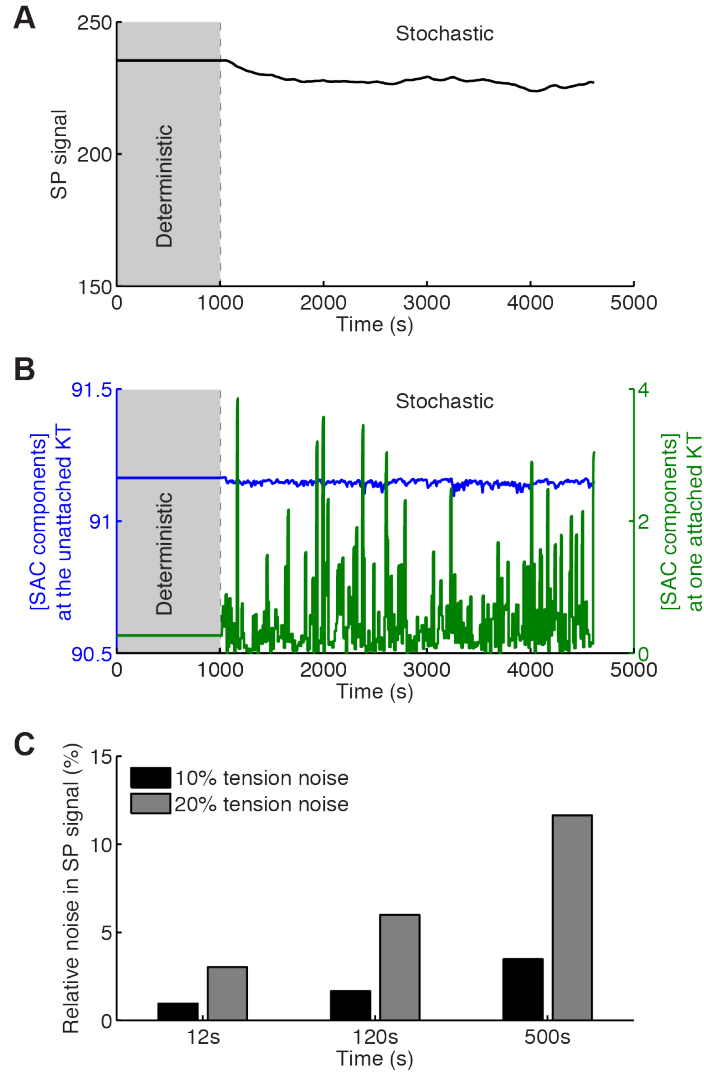 A
250
200
150
SP signal
Deterministic
Stochastic
0 1000 2000 3000 4000 5000
Time (s)
B
91.5
91
90.5
[SAC components]
at the unattached KT
Deterministic
Stochastic
4
2
0
[SAC components]
at one attached KT
0 1000 2000 3000 4000 5000
Time (s)
C
15
10
5
0
Relative noise in SP signal (%)
10% tension noise
20% tension noise
12s 120s 500s
Time (s)